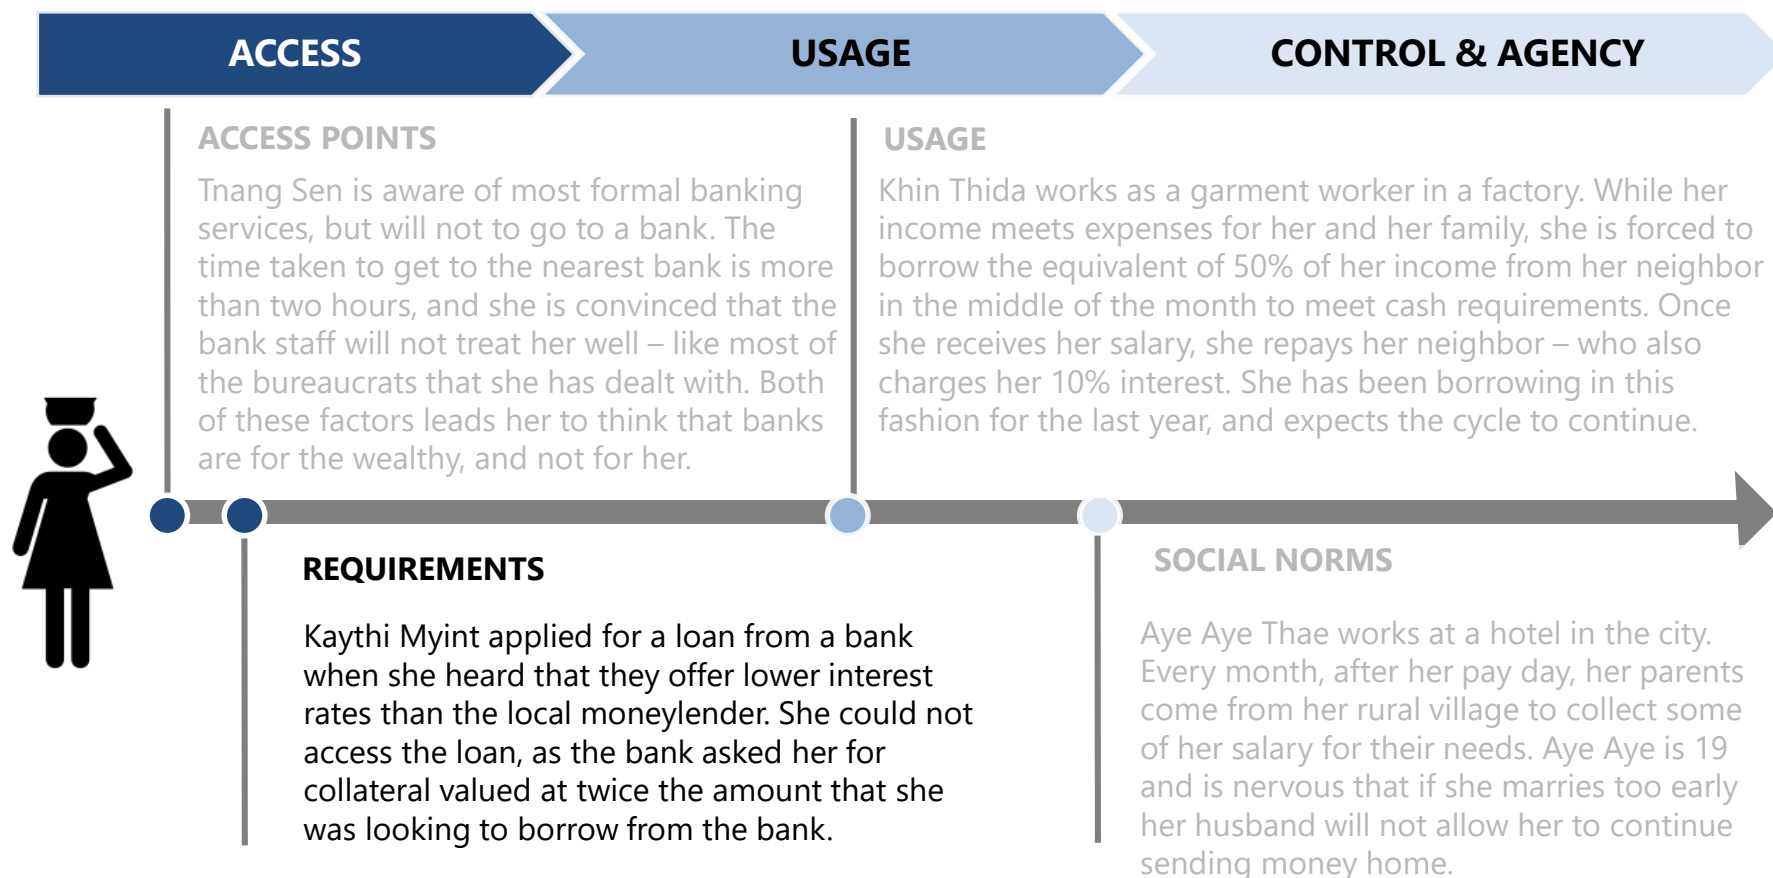 ACCESS
USAGE
CONTROL & AGENCY
ACCESS POINTS
Tnang Sen is aware of most formal banking
services, but will not to go to a bank. The
time taken to get to the nearest bank is more
than two hours, and she is convinced that the
bank staff will not treat her well – like most of
the bureaucrats that she has dealt with. Both
of these factors leads her to think that banks
are for the wealthy, and not for her.
USAGE
Khin Thida works as a garment worker in a factory. While her
income meets expenses for her and her family, she is forced to
borrow the equivalent of 50% of her income from her neighbor
in the middle of the month to meet cash requirements. Once
she receives her salary, she repays her neighbor – who also
charges her 10% interest. She has been borrowing in this
fashion for the last year, and expects the cycle to continue.
REQUIREMENTS
Kaythi Myint applied for a loan from a bank
when she heard that they offer lower interest
rates than the local moneylender. She could not
access the loan, as the bank asked her for
collateral valued at twice the amount that she
was looking to borrow from the bank.
SOCIAL NORMS
Aye Aye Thae works at a hotel in the city.
Every month, after her pay day, her parents
come from her rural village to collect some
of her salary for their needs. Aye Aye is 19
and is nervous that if she marries too early
her husband will not allow her to continue
sending money home.